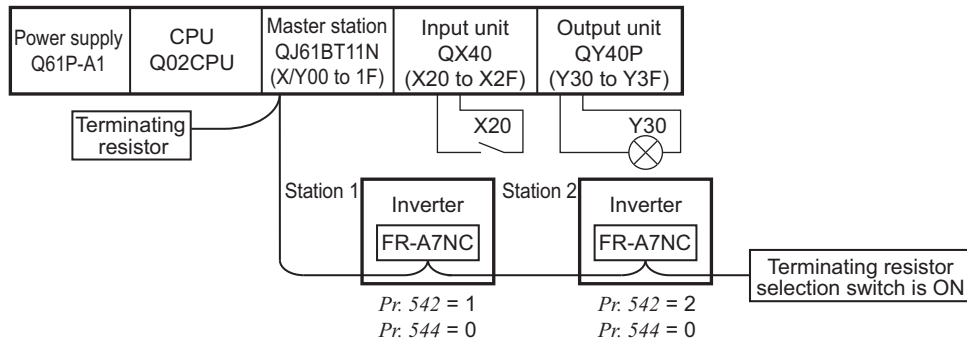 Power supply
Q61P-A1
CPU
Q02CPU
Master station
QJ61BT11N
(X/Y00 to 1F)
Input unit
QX40
(X20 to X2F)
Output unit
QY40P
(Y30 to Y3F)
Terminating
resistor
X20
Y30
Station 1
Inverter
FR-A7NC
Station 2
Inverter
FR-A7NC
Terminating resistor
selection switch is ON
Pr. 542 = 1
Pr. 544 = 0
Pr. 542 = 2
Pr. 544 = 0